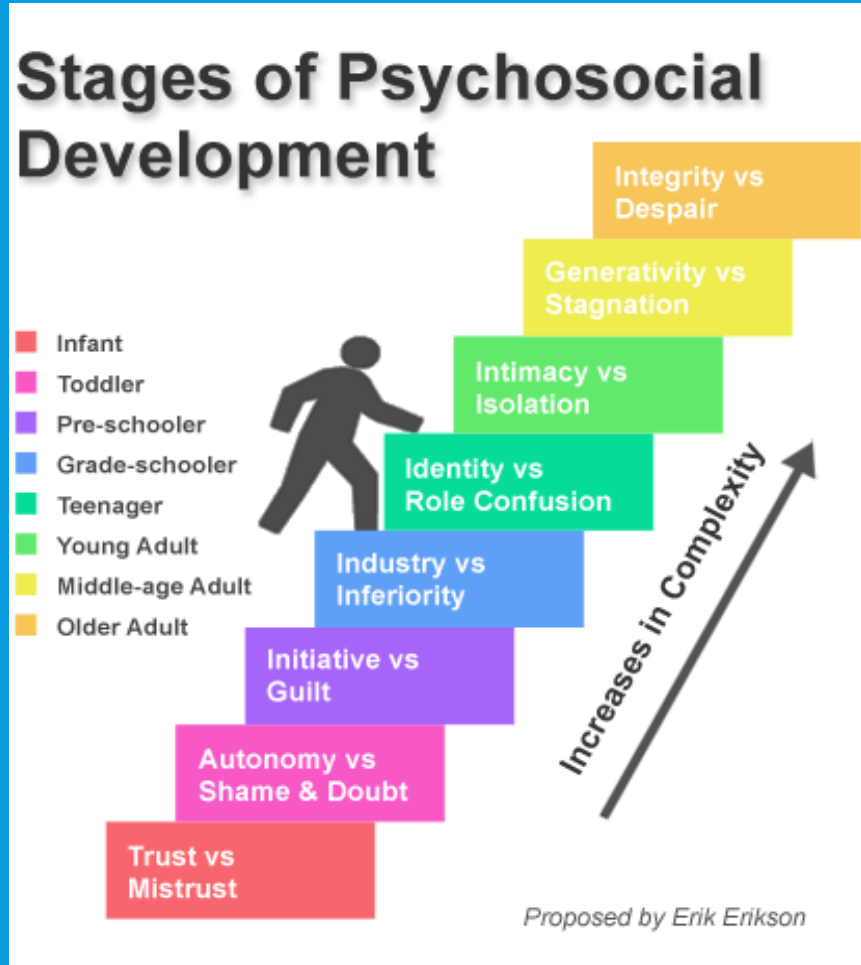 Stages of Psychosocial
Development
Integrity vs
Despair
Generativity vs
Stagnation
Intimacy vs
Isolation
Identity vs
Role Confusion
Industry vs
Inferiority
Initiative vs
Guilt
Autonomy vs
Shame & Doubt
Trust vs
Mistrust
Infant
Toddler
Pre-schooler
Grade-schooler
Teenager
Young Adult
Middle-age Adult
Older Adult
Increases in Complexity
Proposed by Erik Erikson